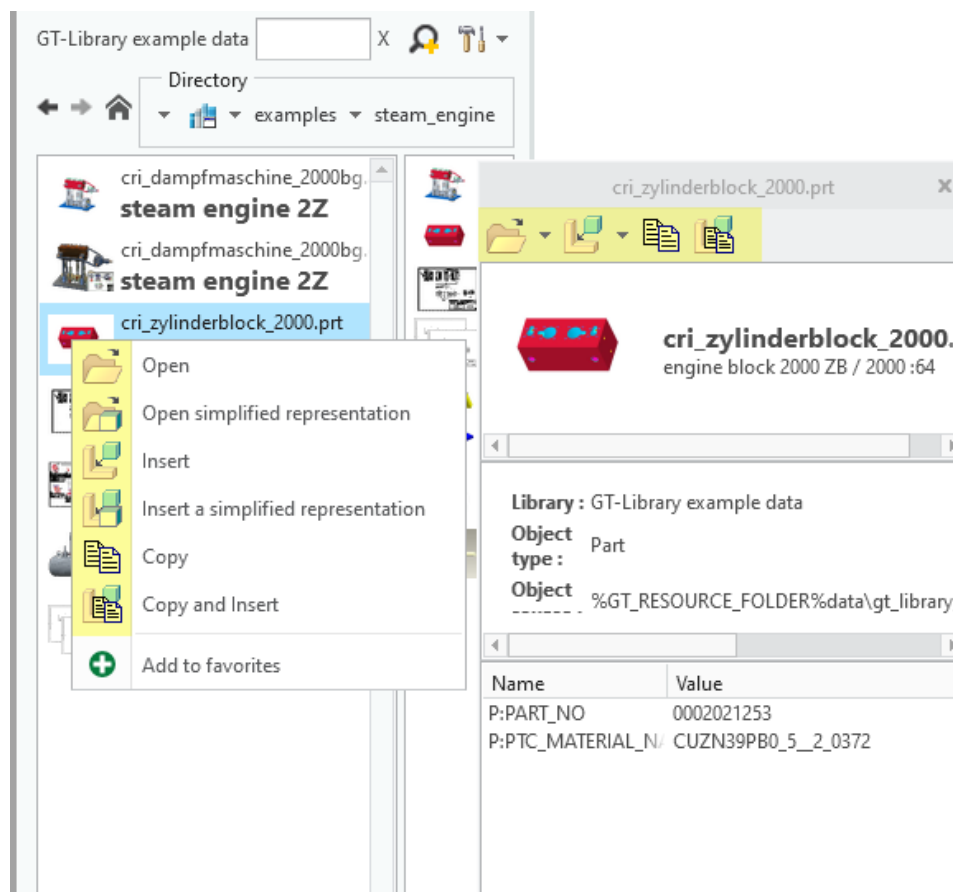 GT-Library example data X
Directory
examples steam_engine
cri_dampfmaschine_2000bg.
steam engine 2Z
cri_dampfmaschine_2000bg.
steam engine 2Z
cri_zylinderblock_2000.prt
Open
Open simplified representation
Insert
Insert a simplified representation
Copy
Copy and Insert
Add to favorites
cri_zylinderblock_2000.prt x
cri_zylinderblock_2000.
engine block 2000 ZB / 2000 :64
Library : GT-Library example data
Object
type : Part
Object
%GT_RESOURCE_FOLDER%data\gt_library
Name Value
P:PART_NO 0002021253
P:PTC_MATERIAL_NA CUZN39PB0_5__2_0372